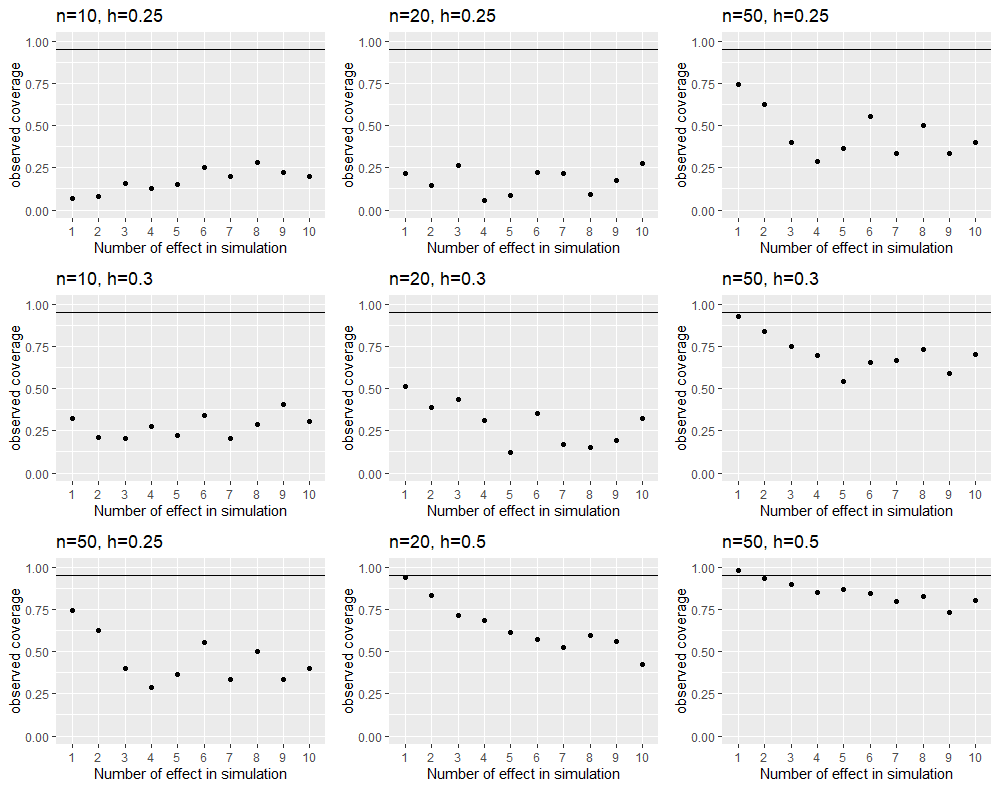 n=10, h=0.25
n=20, h=0.25
n=50, h=0.25
observed coverage
1.00
0.75
0.50
0.25
0.00
1 2 3 4 5 6 7 8 9 10
Number of effect in simulation
observed coverage
1.00
0.75
0.50
0.25
0.00
1 2 3 4 5 6 7 8 9 10
Number of effect in simulation
observed coverage
1.00
0.75
0.50
0.25
0.00
1 2 3 4 5 6 7 8 9 10
Number of effect in simulation
n=10, h=0.3
n=20, h=0.3
n=50, h=0.3
observed coverage
1.00
0.75
0.50
0.25
0.00
1 2 3 4 5 6 7 8 9 10
Number of effect in simulation
observed coverage
1.00
0.75
0.50
0.25
0.00
1 2 3 4 5 6 7 8 9 10
Number of effect in simulation
observed coverage
1.00
0.75
0.50
0.25
0.00
1 2 3 4 5 6 7 8 9 10
Number of effect in simulation
n=50, h=0.25
n=20, h=0.5
n=50, h=0.5
observed coverage
1.00
0.75
0.50
0.25
0.00
1 2 3 4 5 6 7 8 9 10
Number of effect in simulation
observed coverage
1.00
0.75
0.50
0.25
0.00
1 2 3 4 5 6 7 8 9 10
Number of effect in simulation
observed coverage
1.00
0.75
0.50
0.25
0.00
1 2 3 4 5 6 7 8 9 10
Number of effect in simulation